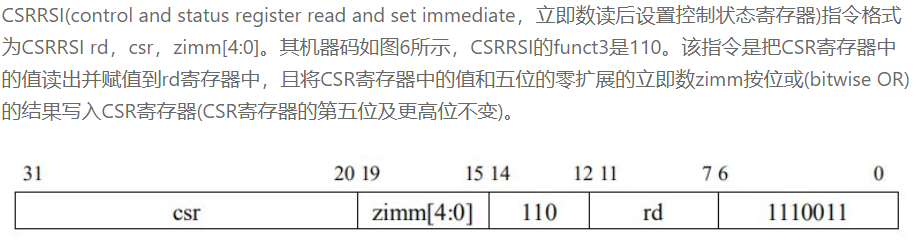 CSRRSI(control and status register read and set immediate，立即数读后设置控制状态寄存器)指令格式
为CSRRSI rd，csr，zimm[4:0]。其机器码如图6所示，CSRRSI的funct3是110。该指令是把CSR寄存器中
的值读出并赋值到rd寄存器中，且将CSR寄存器中的值和五位的零扩展的立即数zimm按位或(bitwise OR)
的结果写入CSR寄存器(CSR寄存器的第五位及更高位不变)。
31 20 19 15 14 12 11 7 6 0
csr zimm[4:0] 110 rd 1110011